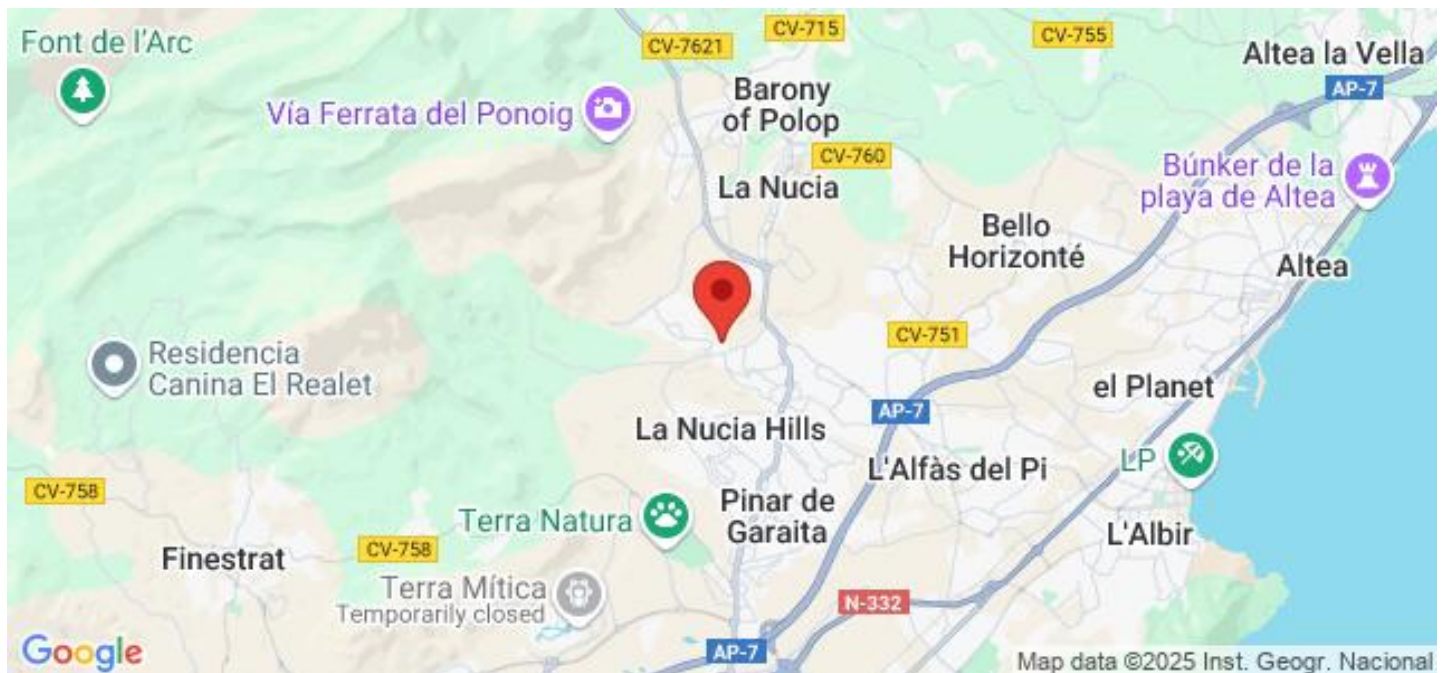 Font de l'Arc
CV-7621
CV-715
CV-755
Altea la Vella
AP-7
Vía Ferrata del Ponoig
Barony
of Polop
CV-760
La Nucia
Búnker de la
playa de Altea
Bello
Horizonté
Altea
CV-751
Residencia
Canina El Realet
el Planet
AP-7
La Nucia Hills
L'Alfàs del Pi
LP
CV-758
Terra Natura
Pinar de
Garaita
L'Albir
Finestrat
CV-758
Terra Mítica
Temporarily closed
N-332
Google
AP-7
Map data ©2025 Inst. Geogr. Nacional